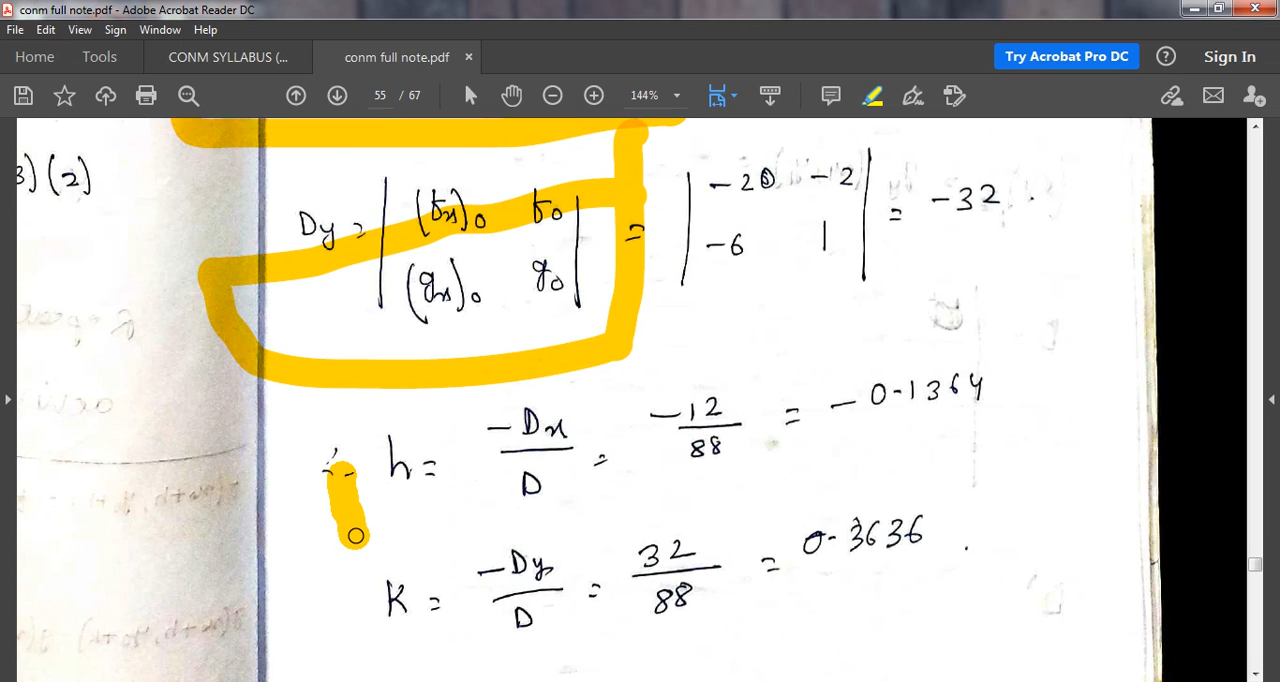 conm full note.pdf - Adobe Acrobat Reader DC
File Edit View Sign Window Help
Home Tools CONM SYLLABUS (... conm full note.pdf × Try Acrobat Pro DC ? Sign In
55 / 67 144%
3)(2)
Dy = | (fx)₀ f₀ | = | -20 -2 | = -32
| (gx)₀ g₀ | | -6 1 |
∴ h = -Dx / D = -12 / 88 = -0.1364
K = -Dy / D = 32 / 88 = 0.3636